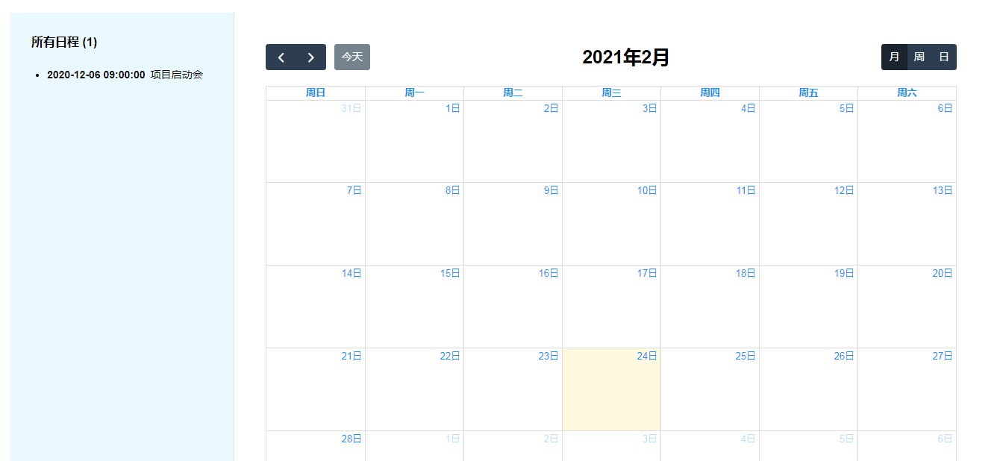 所有日程 (1)
2020-12-06 09:00:00 项目启动会
今天
2021年2月
月 周 日
周日 周一 周二 周三 周四 周五 周六
31日 1日 2日 3日 4日 5日 6日
7日 8日 9日 10日 11日 12日 13日
14日 15日 16日 17日 18日 19日 20日
21日 22日 23日 24日 25日 26日 27日
28日 1日 2日 3日 4日 5日 6日